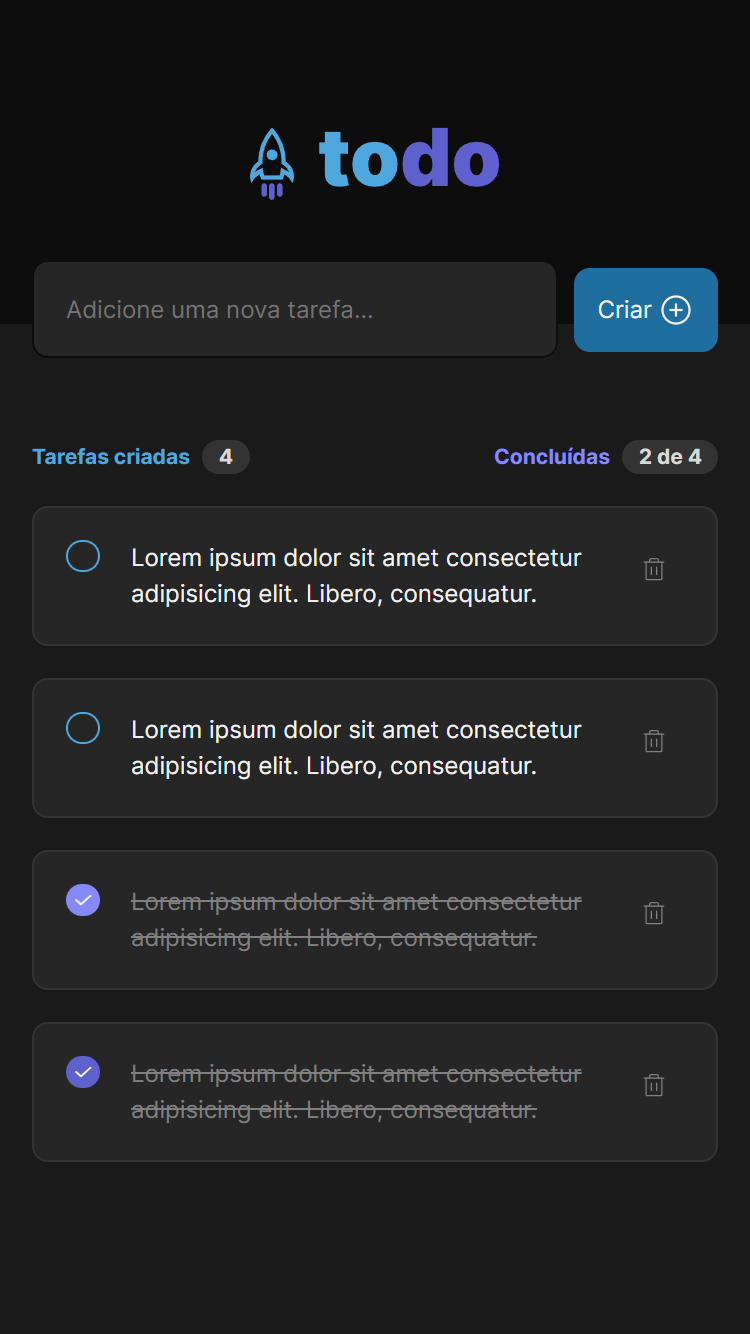 todo
Adicione uma nova tarefa...
Criar
Tarefas criadas 4
Concluídas 2 de 4
Lorem ipsum dolor sit amet consectetur
adipisicing elit. Libero, consequatur.
Lorem ipsum dolor sit amet consectetur
adipisicing elit. Libero, consequatur.
Lorem ipsum dolor sit amet consectetur
adipisicing elit. Libero, consequatur.
Lorem ipsum dolor sit amet consectetur
adipisicing elit. Libero, consequatur.